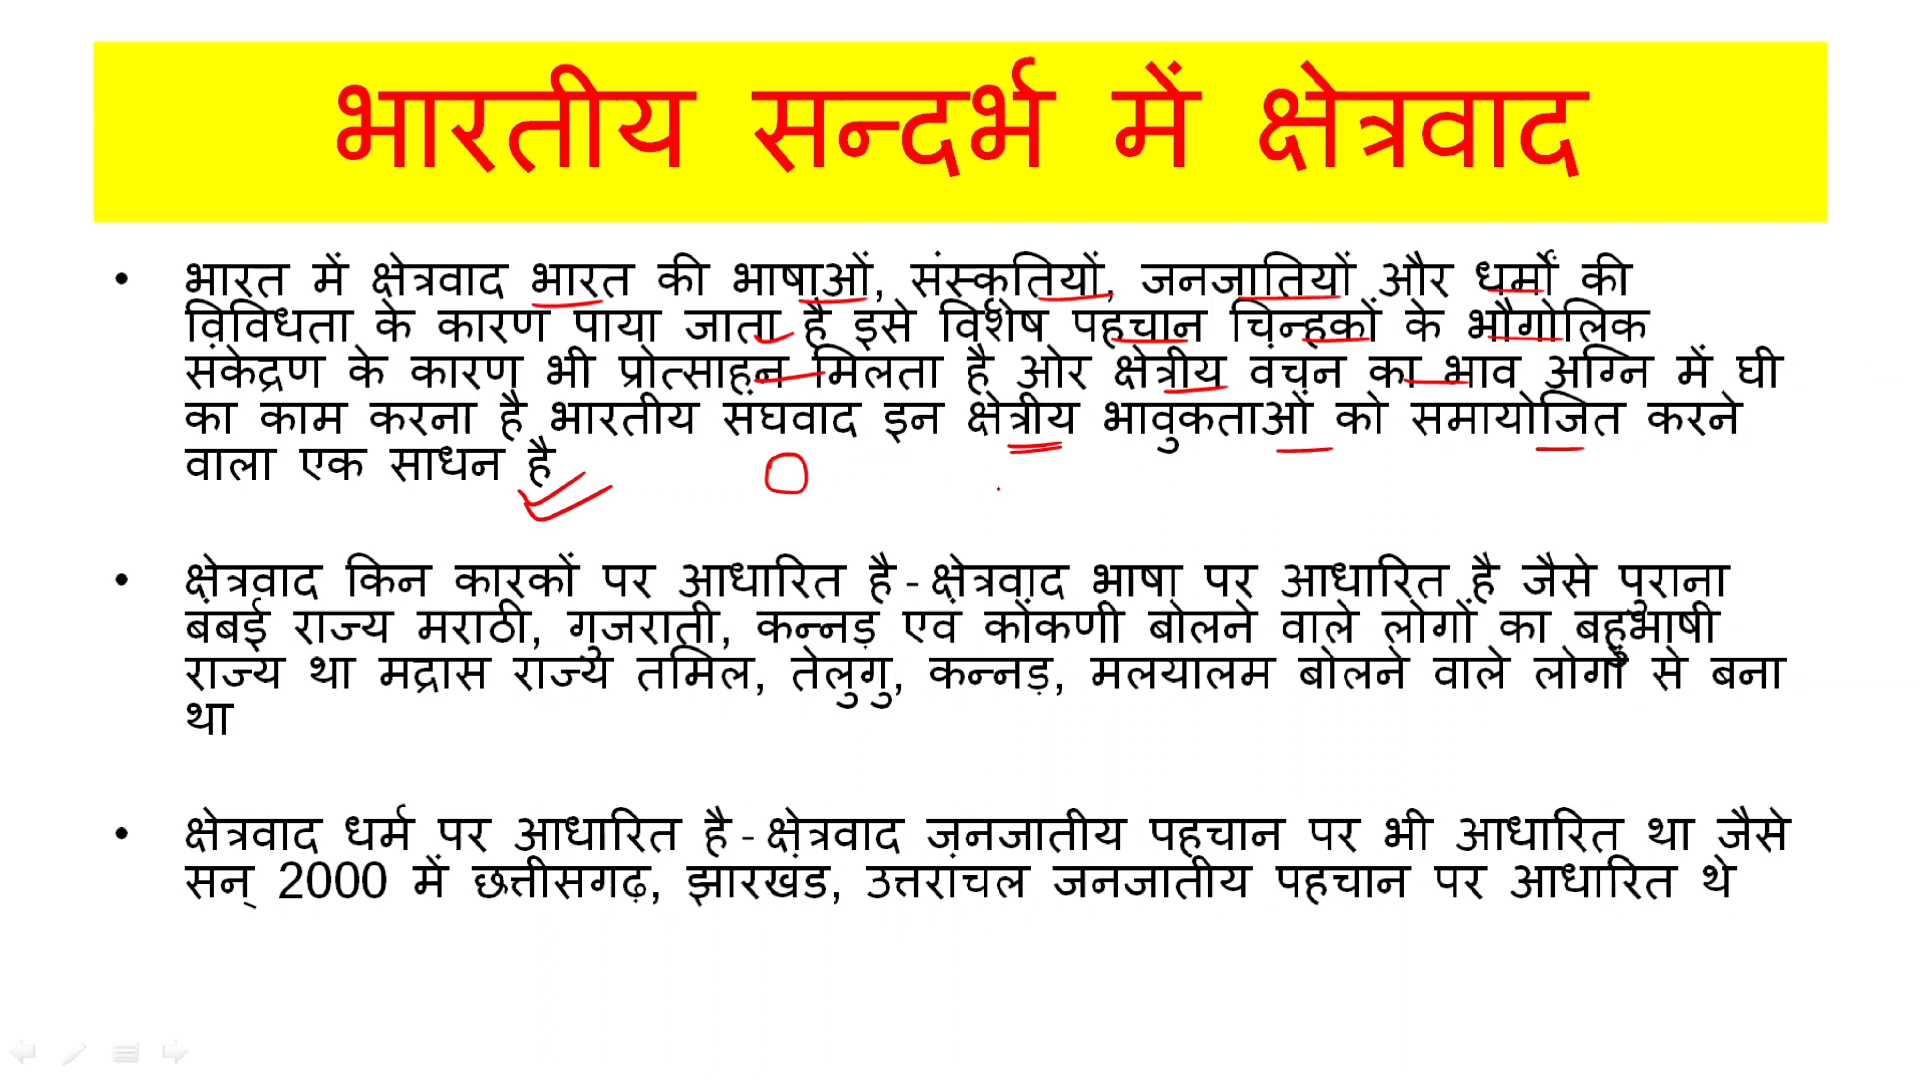 भारतीय सन्दर्भ में क्षेत्रवाद
• भारत में क्षेत्रवाद भारत की भाषाओं, संस्कृतियों, जनजातियों और धर्मों की
विविधता के कारण पाया जाता है इसे विशेष पहचान चिन्हकों के भौगोलिक
संकेद्रण के कारण भी प्रोत्साहन मिलता है ओर क्षेत्रीय वंचन का भाव अग्नि में घी
का काम करना है भारतीय संघवाद इन क्षेत्रीय भावुकताओं को समायोजित करने
वाला एक साधन है
• क्षेत्रवाद किन कारकों पर आधारित है - क्षेत्रवाद भाषा पर आधारित है जैसे पुराना
बंबई राज्य मराठी, गुजराती, कन्नड़ एवं कोंकणी बोलने वाले लोगों का बहुभाषी
राज्य था मद्रास राज्य तमिल, तेलुगु, कन्नड़, मलयालम बोलने वाले लोगों से बना
था
• क्षेत्रवाद धर्म पर आधारित है - क्षेत्रवाद जनजातीय पहचान पर भी आधारित था जैसे
सन् 2000 में छत्तीसगढ़, झारखंड, उत्तरांचल जनजातीय पहचान पर आधारित थे